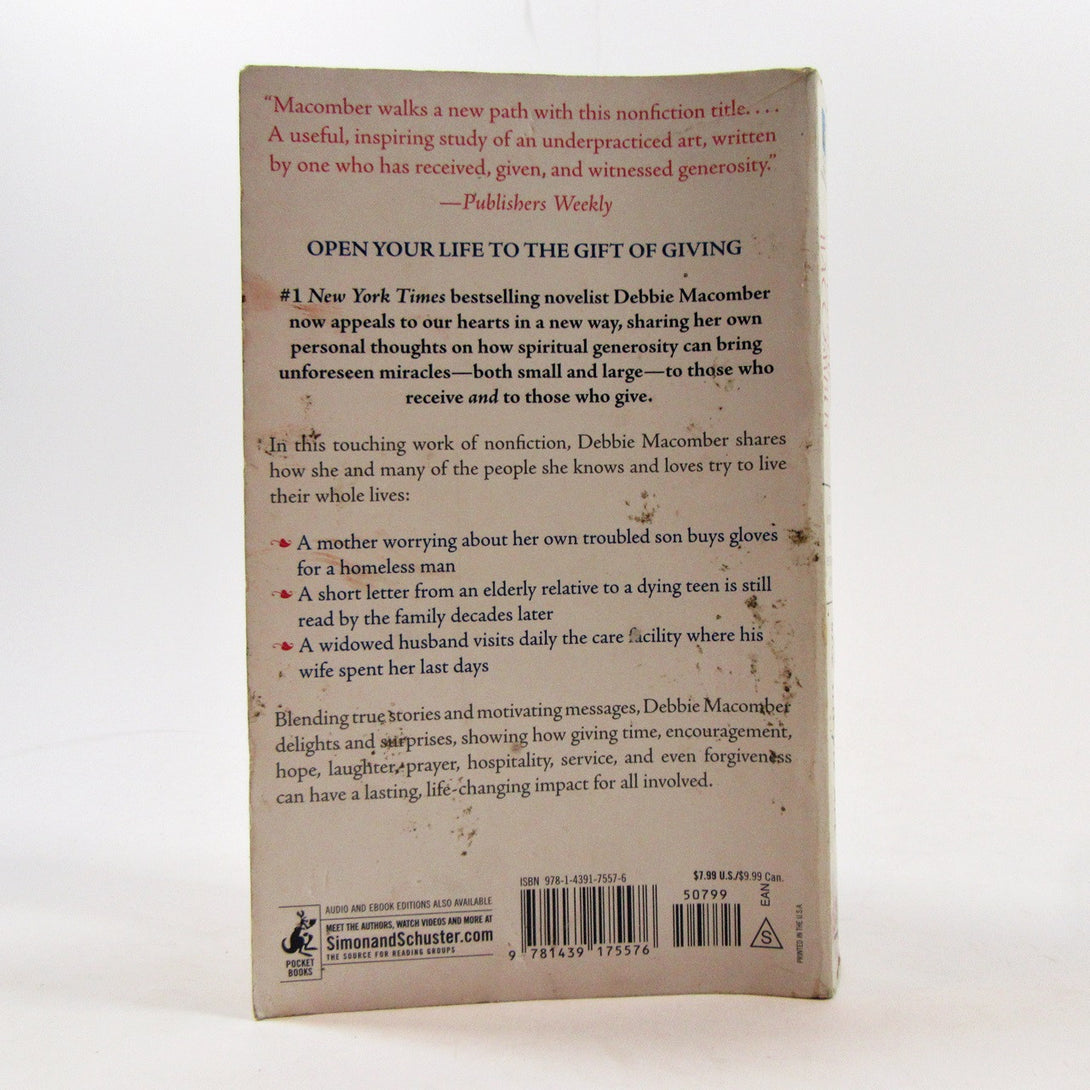 “Macomber walks a new path with this nonfiction title. . . .
A useful, inspiring study of an underpracticed art, written
by one who has received, given, and witnessed generosity.”
—Publishers Weekly
OPEN YOUR LIFE TO THE GIFT OF GIVING
#1 New York Times bestselling novelist Debbie Macomber
now appeals to our hearts in a new way, sharing her own
personal thoughts on how spiritual generosity can bring
unforeseen miracles—both small and large—to those who
receive and to those who give.
In this touching work of nonfiction, Debbie Macomber shares
how she and many of the people she knows and loves try to live
their whole lives:
A mother worrying about her own troubled son buys gloves
for a homeless man
A short letter from an elderly relative to a dying teen is still
read by the family decades later
A widowed husband visits daily the care facility where his
wife spent her last days
Blending true stories and motivating messages, Debbie Macomber
delights and surprises, showing how giving time, encouragement,
hope, laughter, prayer, hospitality, service, and even forgiveness
can have a lasting, life-changing impact for all involved.
AUDIO AND EBOOK EDITIONS ALSO AVAILABLE
MEET THE AUTHORS, WATCH VIDEOS AND MORE AT
SimonandSchuster.com
THE SOURCE FOR READING GROUPS
POCKET
BOOKS
ISBN 978-1-4391-7557-6
9 781439 175576
$7.99 U.S./$9.99 Can.
50799
EAN
S
PRINTED IN THE U.S.A.